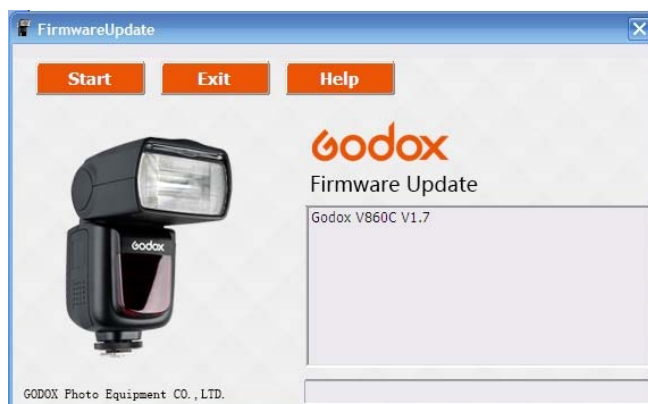 FirmwareUpdate
Start Exit Help
Godox
Firmware Update
Godox V860C V1.7
Godox
GODOX Photo Equipment CO.,LTD.